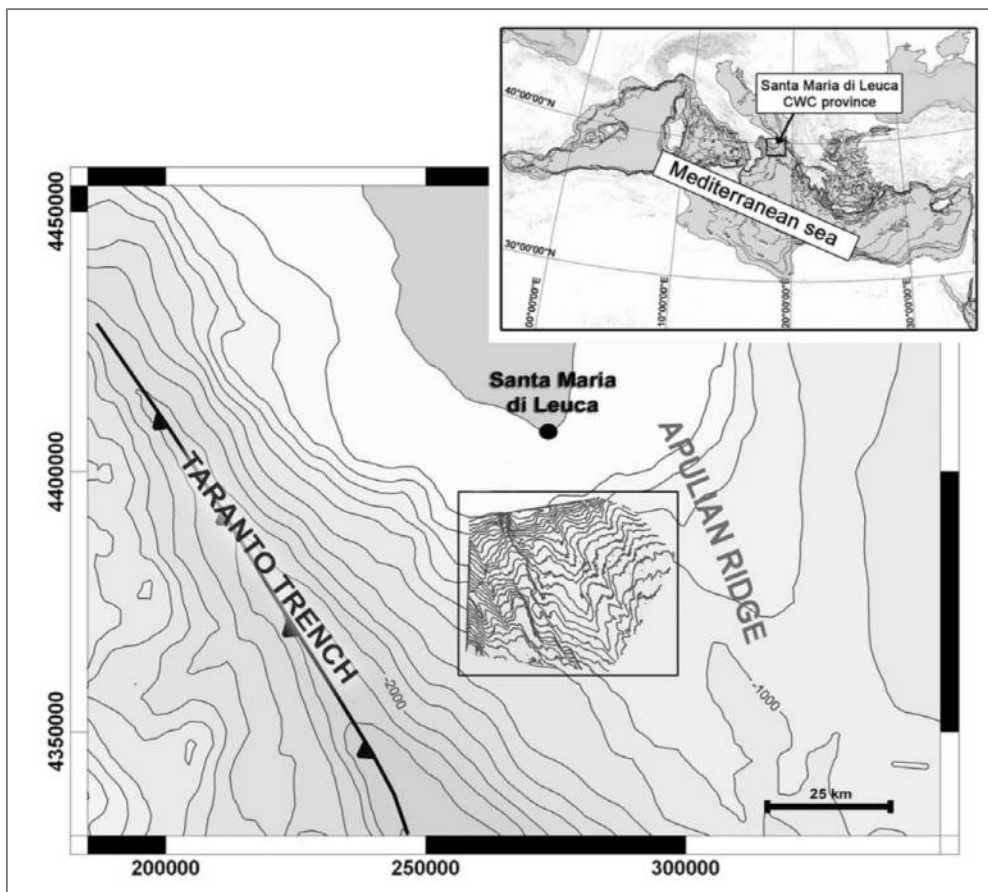 Santa Maria di Leuca
CWC province
Mediterranean sea
40°00'00"N
30°00'00"N
00°00'00"E
10°00'00"E
20°00'00"E
30°00'00"E
4450000
4400000
4350000
Santa Maria
di Leuca
TARANTO TRENCH
APULIAN RIDGE
-2000
-1000
25 km
200000
250000
300000